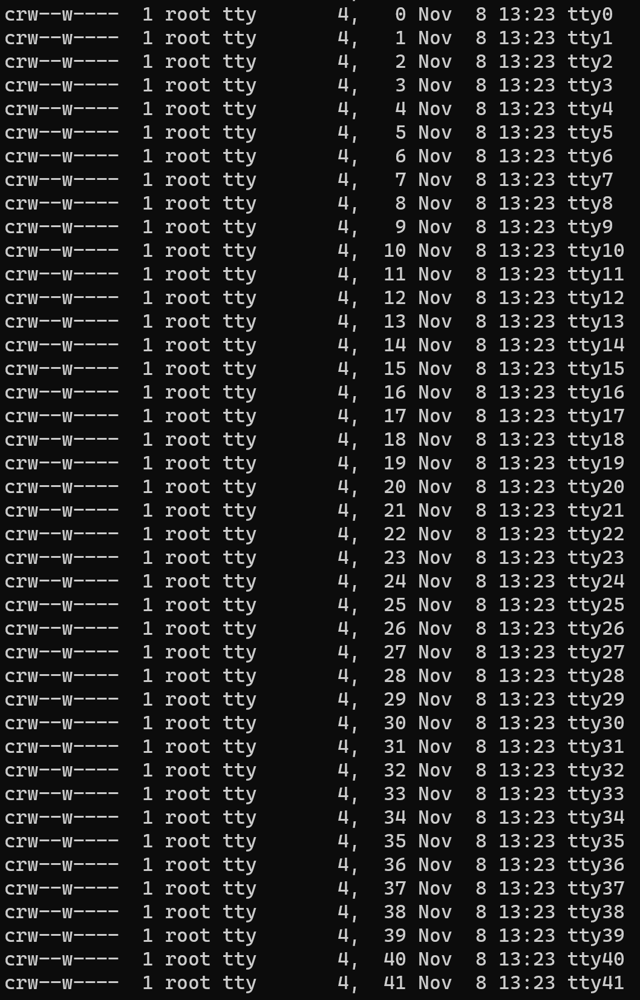 crw--w----  1 root tty       4,   0 Nov  8 13:23 tty0
crw--w----  1 root tty       4,   1 Nov  8 13:23 tty1
crw--w----  1 root tty       4,   2 Nov  8 13:23 tty2
crw--w----  1 root tty       4,   3 Nov  8 13:23 tty3
crw--w----  1 root tty       4,   4 Nov  8 13:23 tty4
crw--w----  1 root tty       4,   5 Nov  8 13:23 tty5
crw--w----  1 root tty       4,   6 Nov  8 13:23 tty6
crw--w----  1 root tty       4,   7 Nov  8 13:23 tty7
crw--w----  1 root tty       4,   8 Nov  8 13:23 tty8
crw--w----  1 root tty       4,   9 Nov  8 13:23 tty9
crw--w----  1 root tty       4,  10 Nov  8 13:23 tty10
crw--w----  1 root tty       4,  11 Nov  8 13:23 tty11
crw--w----  1 root tty       4,  12 Nov  8 13:23 tty12
crw--w----  1 root tty       4,  13 Nov  8 13:23 tty13
crw--w----  1 root tty       4,  14 Nov  8 13:23 tty14
crw--w----  1 root tty       4,  15 Nov  8 13:23 tty15
crw--w----  1 root tty       4,  16 Nov  8 13:23 tty16
crw--w----  1 root tty       4,  17 Nov  8 13:23 tty17
crw--w----  1 root tty       4,  18 Nov  8 13:23 tty18
crw--w----  1 root tty       4,  19 Nov  8 13:23 tty19
crw--w----  1 root tty       4,  20 Nov  8 13:23 tty20
crw--w----  1 root tty       4,  21 Nov  8 13:23 tty21
crw--w----  1 root tty       4,  22 Nov  8 13:23 tty22
crw--w----  1 root tty       4,  23 Nov  8 13:23 tty23
crw--w----  1 root tty       4,  24 Nov  8 13:23 tty24
crw--w----  1 root tty       4,  25 Nov  8 13:23 tty25
crw--w----  1 root tty       4,  26 Nov  8 13:23 tty26
crw--w----  1 root tty       4,  27 Nov  8 13:23 tty27
crw--w----  1 root tty       4,  28 Nov  8 13:23 tty28
crw--w----  1 root tty       4,  29 Nov  8 13:23 tty29
crw--w----  1 root tty       4,  30 Nov  8 13:23 tty30
crw--w----  1 root tty       4,  31 Nov  8 13:23 tty31
crw--w----  1 root tty       4,  32 Nov  8 13:23 tty32
crw--w----  1 root tty       4,  33 Nov  8 13:23 tty33
crw--w----  1 root tty       4,  34 Nov  8 13:23 tty34
crw--w----  1 root tty       4,  35 Nov  8 13:23 tty35
crw--w----  1 root tty       4,  36 Nov  8 13:23 tty36
crw--w----  1 root tty       4,  37 Nov  8 13:23 tty37
crw--w----  1 root tty       4,  38 Nov  8 13:23 tty38
crw--w----  1 root tty       4,  39 Nov  8 13:23 tty39
crw--w----  1 root tty       4,  40 Nov  8 13:23 tty40
crw--w----  1 root tty       4,  41 Nov  8 13:23 tty41